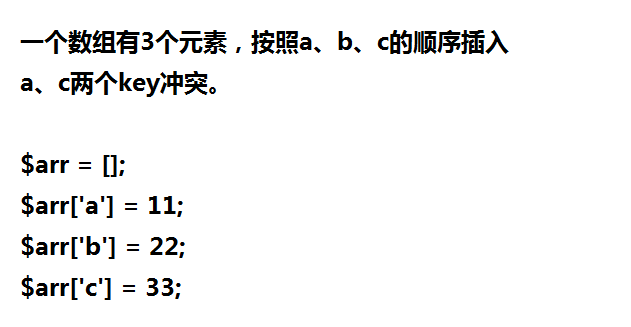 一个数组有3个元素，按照a、b、c的顺序插入
a、c两个key冲突。
$arr = [];
$arr['a'] = 11;
$arr['b'] = 22;
$arr['c'] = 33;